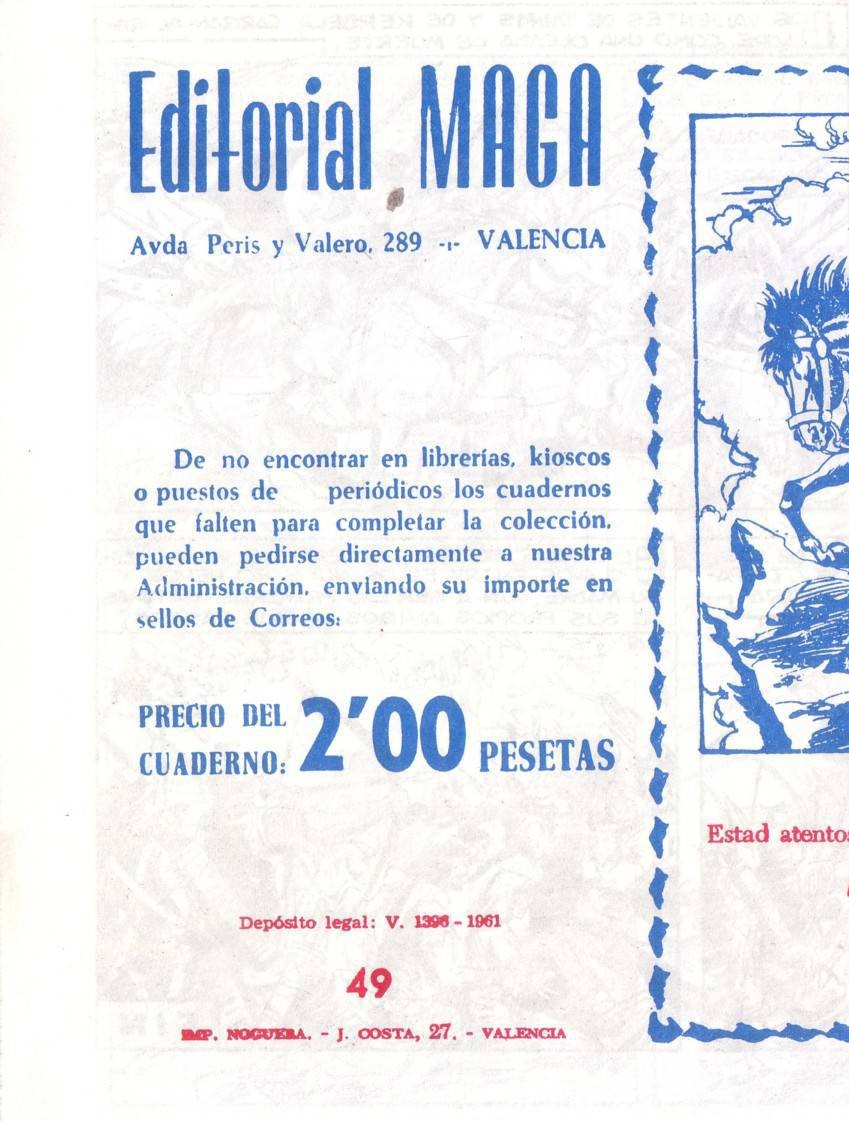 Editorial MAGA
Avda Peris y Valero, 289 -:- VALENCIA
De no encontrar en librerías, kioscos
o puestos de periódicos los cuadernos
que falten para completar la colección,
pueden pedirse directamente a nuestra
Administración, enviando su importe en
sellos de Correos:
PRECIO DEL
CUADERNO: 2'00 PESETAS
Depósito legal: V. 1396 - 1961
49
IMP. NOGUERA. - J. COSTA, 27. - VALENCIA
Estad atentos